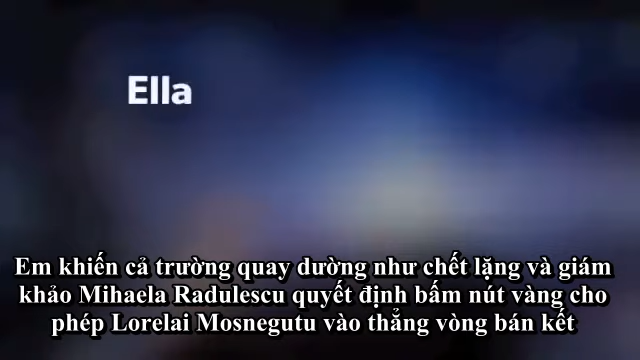 Ella
Em khiến cả trường quay dường như chết lặng và giám
khảo Mihaela Radulescu quyết định bấm nút vàng cho
phép Lorelai Mosnegutu vào thẳng vòng bán kết